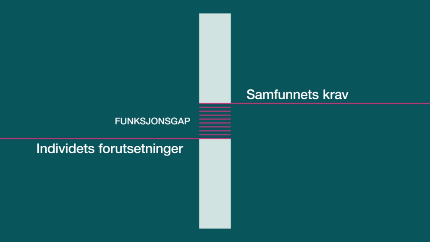 Samfunnets krav
FUNKSJONSGAP
Individets forutsetninger